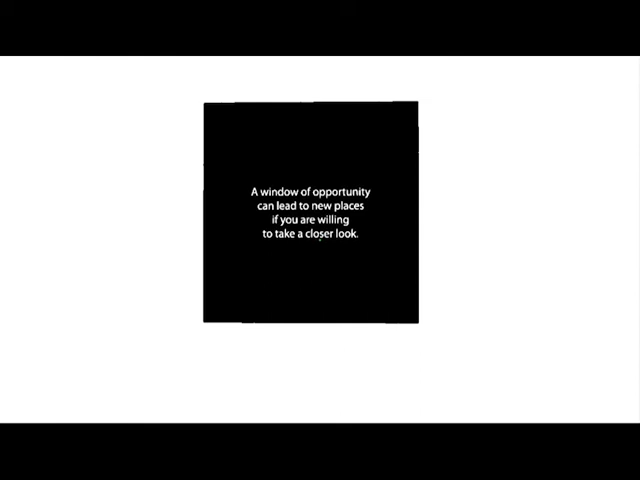 A window of opportunity
can lead to new places
if you are willing
to take a closer look.